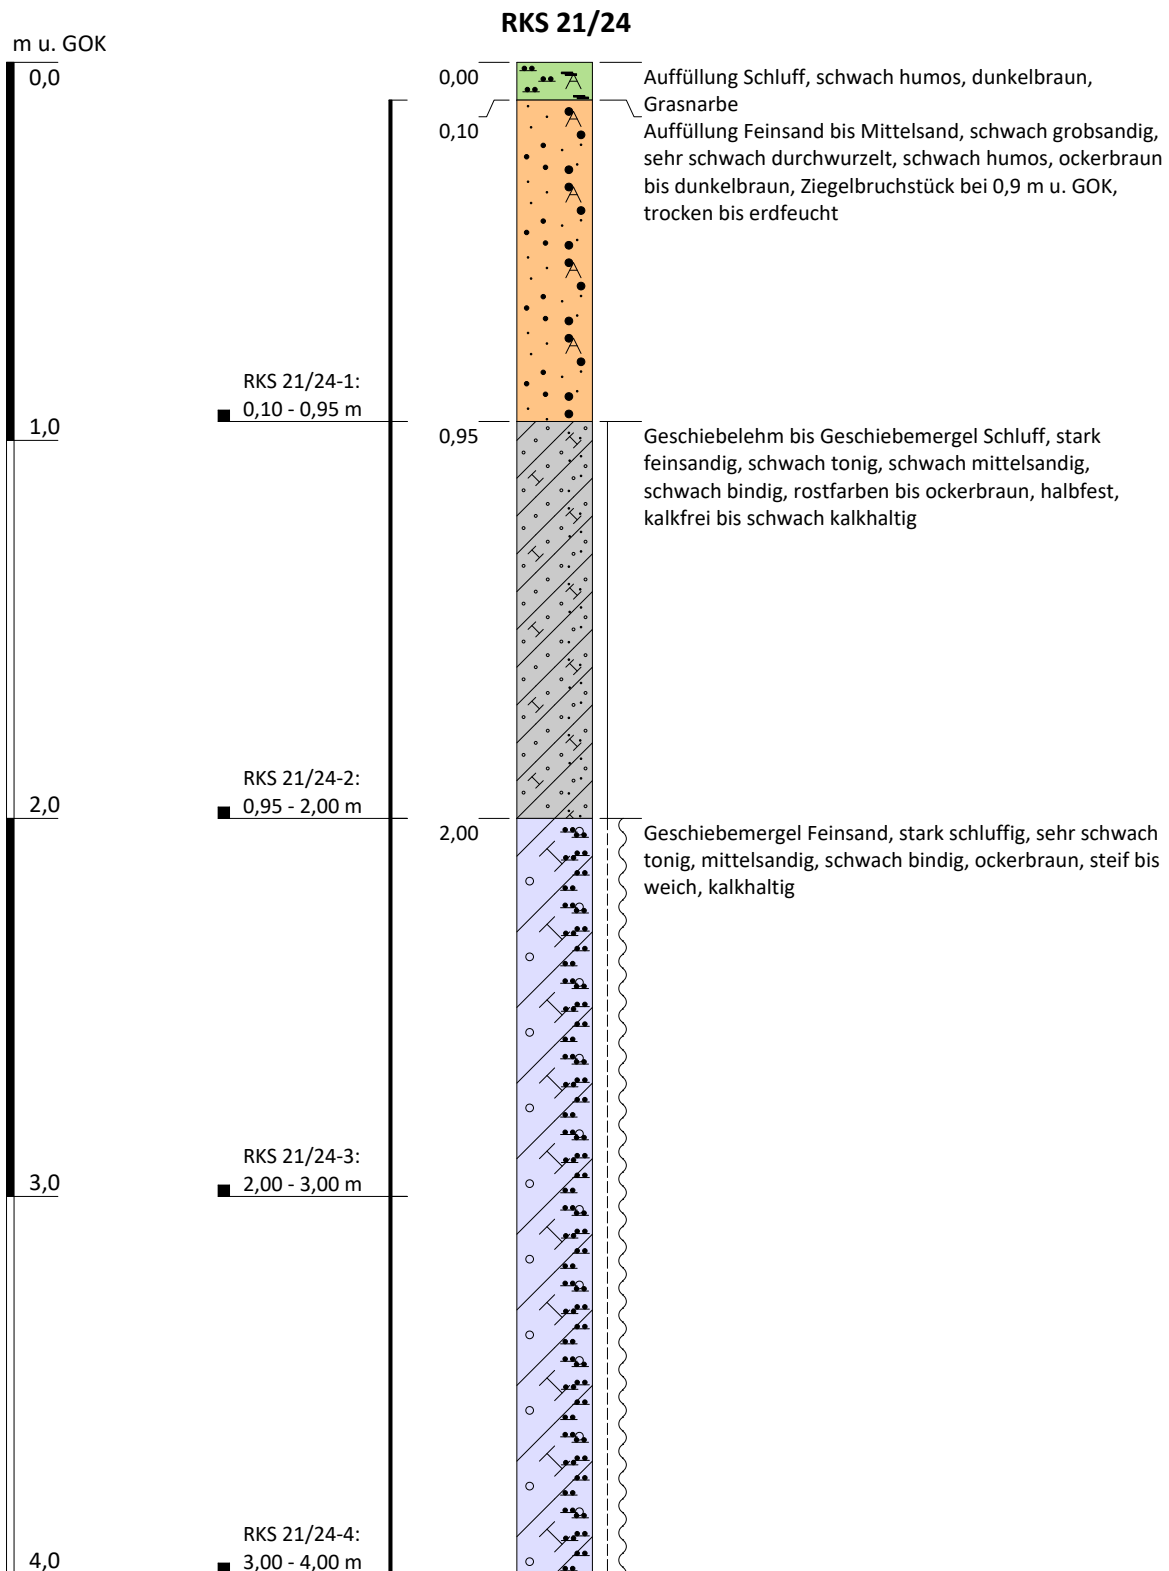 RKS 21/24
m u. GOK
0,0
0,00
Auffüllung Schluff, schwach humos, dunkelbraun,
Grasnarbe
0,10
Auffüllung Feinsand bis Mittelsand, schwach grobsandig,
sehr schwach durchwurzelt, schwach humos, ockerbraun
bis dunkelbraun, Ziegelbruchstück bei 0,9 m u. GOK,
trocken bis erdfeucht
RKS 21/24-1:
0,10 - 0,95 m
1,0
0,95
Geschiebelehm bis Geschiebemergel Schluff, stark
feinsandig, schwach tonig, schwach mittelsandig,
schwach bindig, rostfarben bis ockerbraun, halbfest,
kalkfrei bis schwach kalkhaltig
RKS 21/24-2:
0,95 - 2,00 m
2,0
2,00
Geschiebemergel Feinsand, stark schluffig, sehr schwach
tonig, mittelsandig, schwach bindig, ockerbraun, steif bis
weich, kalkhaltig
RKS 21/24-3:
2,00 - 3,00 m
3,0
RKS 21/24-4:
3,00 - 4,00 m
4,0